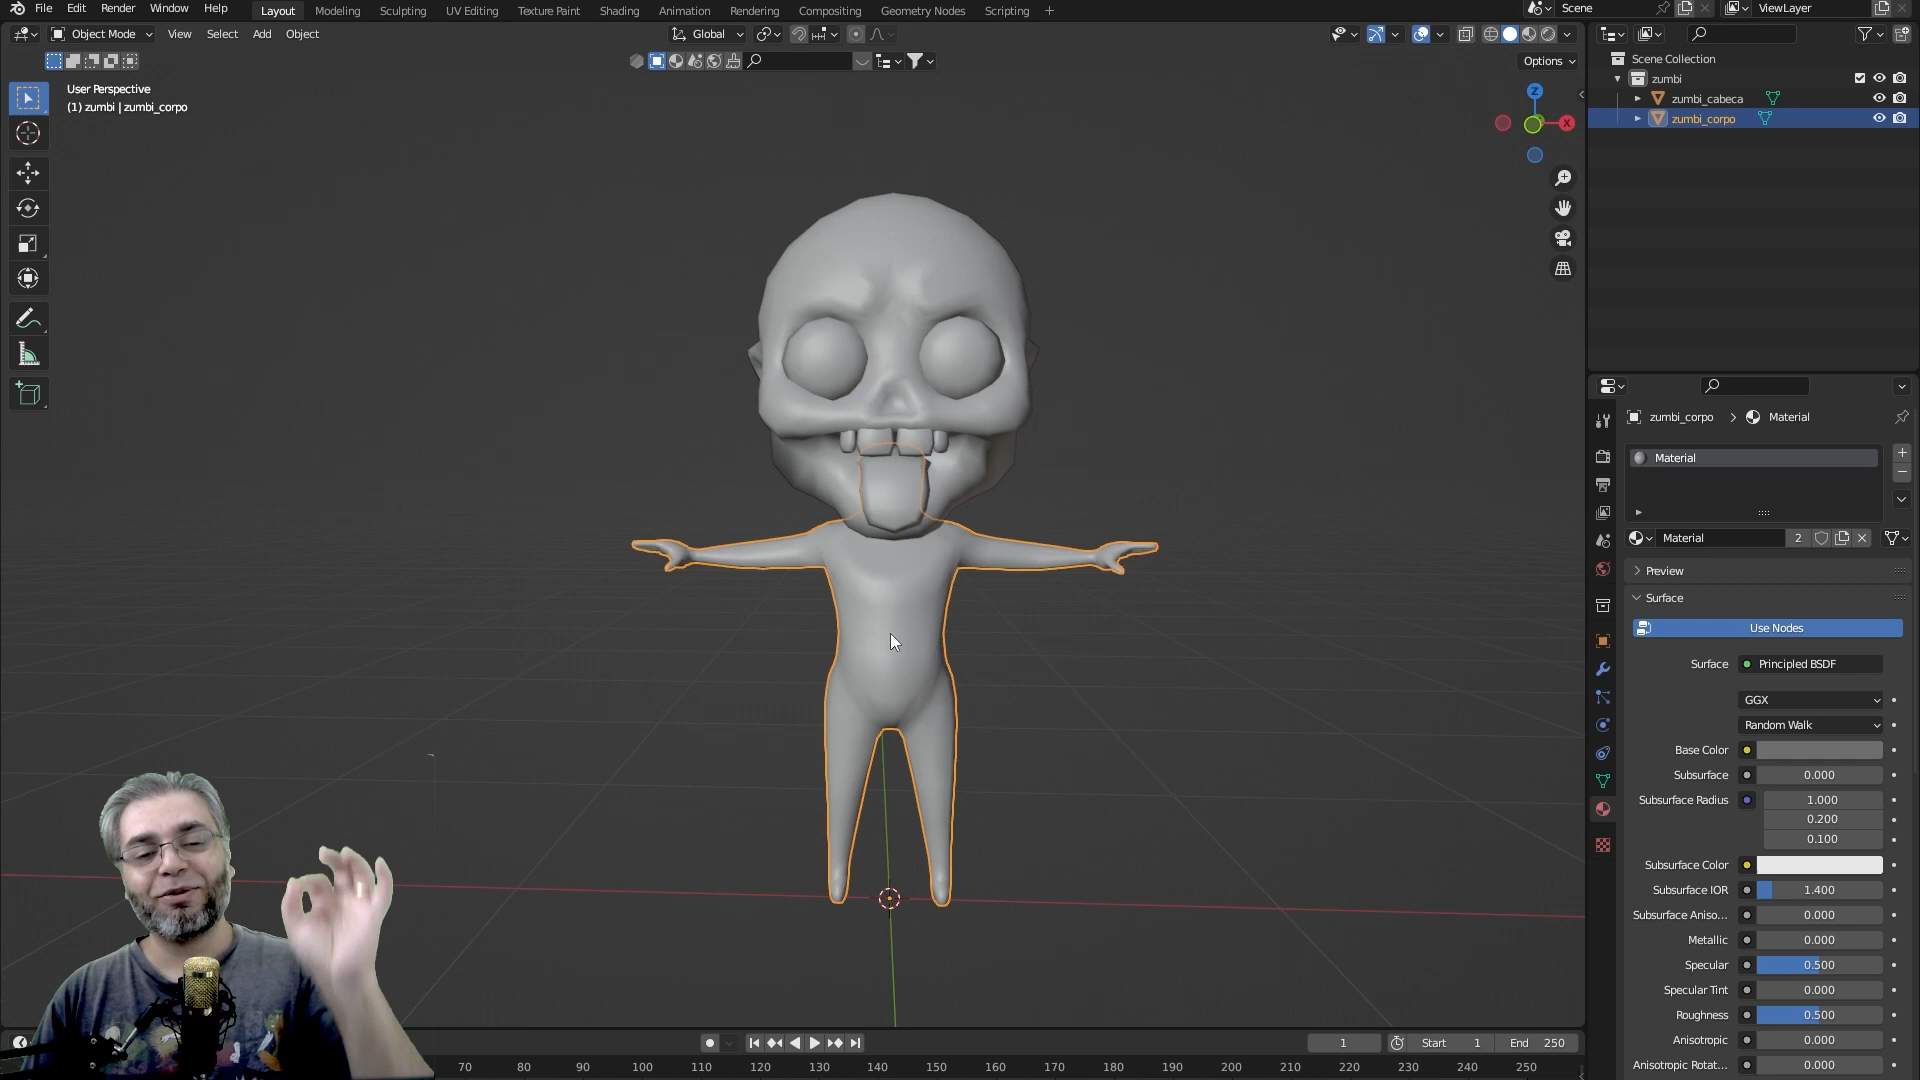 File Edit Render Window Help Layout Modeling Sculpting UV Editing Texture Paint Shading Animation Rendering Compositing Geometry Nodes Scripting + Scene ViewLayer
Object Mode View Select Add Object Global
Options
User Perspective
(1) zumbi | zumbi_corpo
Z
X
Scene Collection
zumbi
zumbi_cabeca
zumbi_corpo
zumbi_corpo > Material
Material
Material 2
Preview
Surface
Use Nodes
Surface Principled BSDF
GGX
Random Walk
Base Color
Subsurface 0.000
Subsurface Radius 1.000
0.200
0.100
Subsurface Color
Subsurface IOR 1.400
Subsurface Aniso... 0.000
Metallic 0.000
Specular 0.500
Specular Tint 0.000
Roughness 0.500
Anisotropic 0.000
Anisotropic Rotat... 0.000
1 Start 1 End 250
70 80 90 100 110 120 130 140 150 160 170 180 190 200 210 220 230 240 250